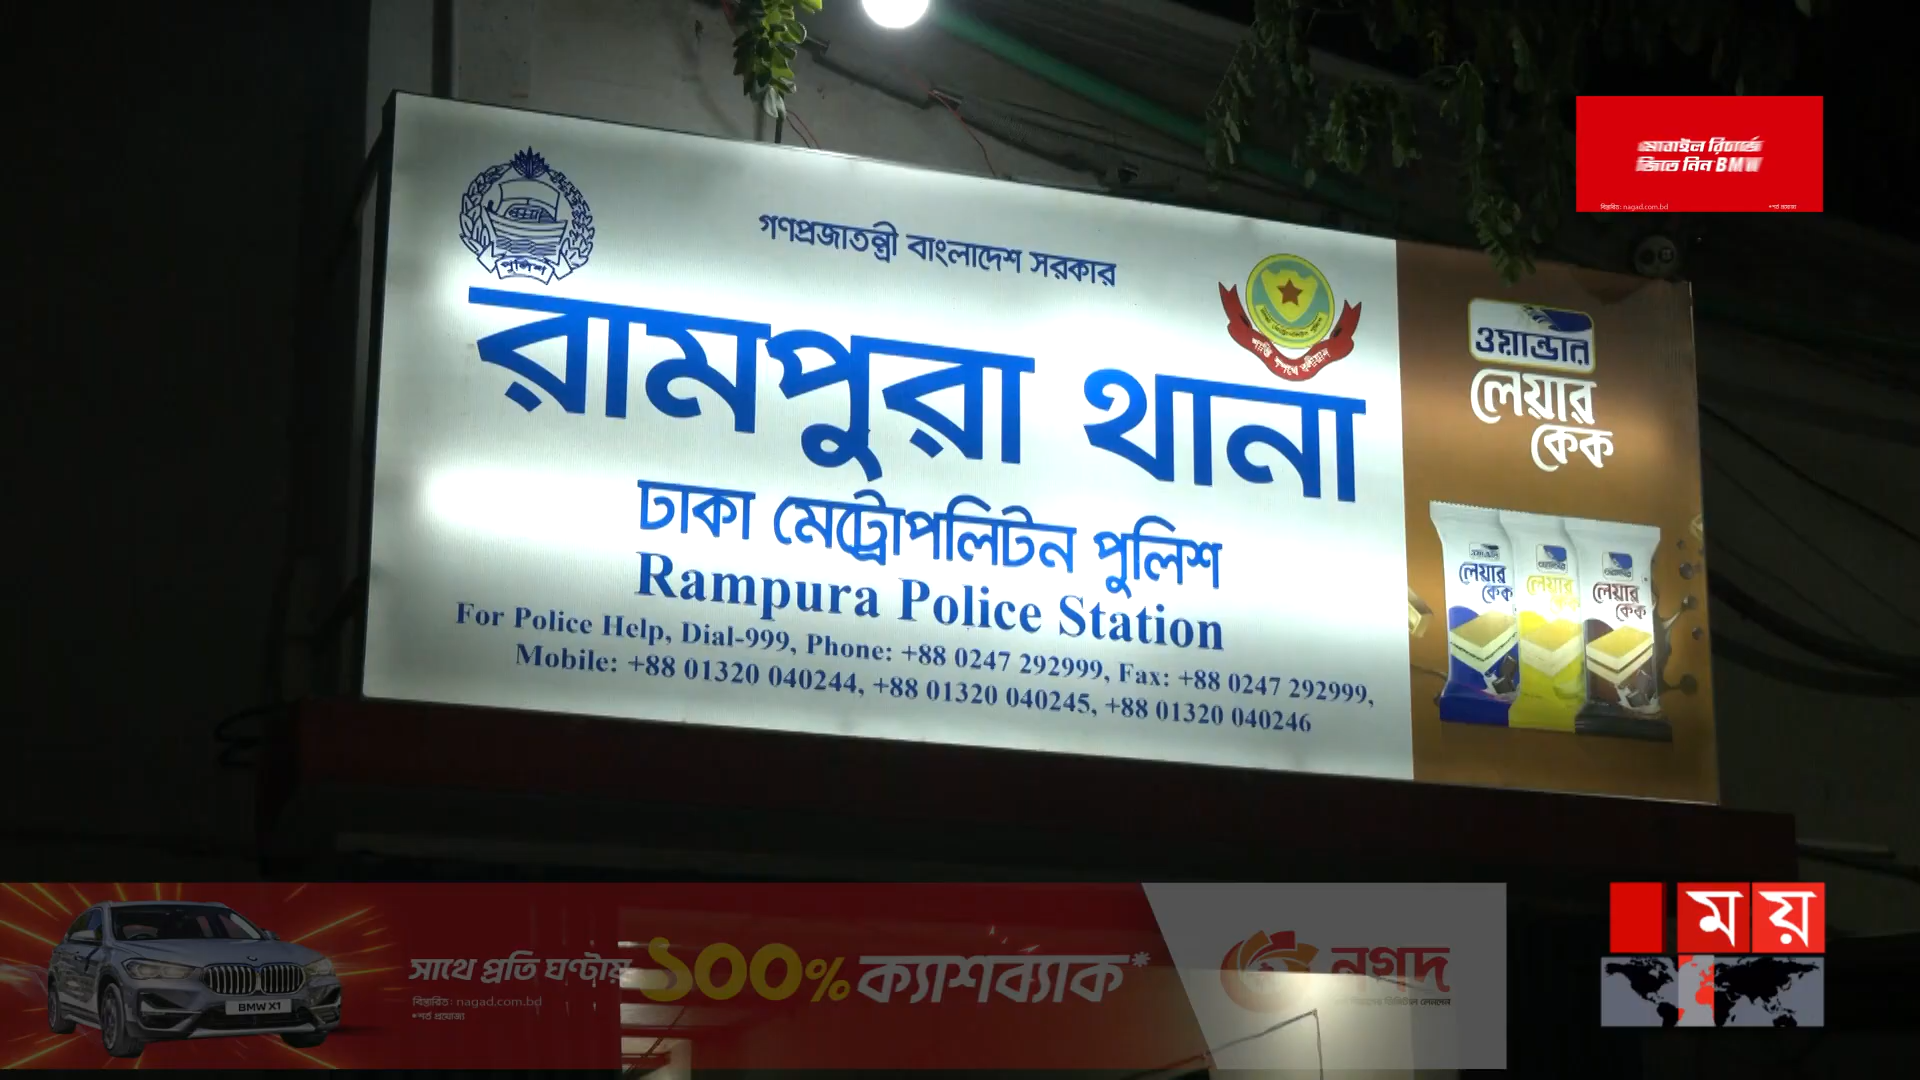 গণপ্রজাতন্ত্রী বাংলাদেশ সরকার
পুলিশ
রামপুরা থানা
ঢাকা মেট্রোপলিটন পুলিশ
Rampura Police Station
For Police Help, Dial-999, Phone: +88 0247 292999, Fax: +88 0247 292999,
Mobile: +88 01320 040244, +88 01320 040245, +88 01320 040246
ওয়ান্ডার
লেয়ার
কেক
লেয়ার
কেক
লেয়ার
লেয়ার
কেক
মোবাইল রিচার্জে
জিতে নিন BMW
বিস্তারিত: nagad.com.bd
*শর্ত প্রযোজ্য
BMW X1
সাথে প্রতি ঘণ্টায় ১০০% ক্যাশব্যাক*
বিস্তারিত: nagad.com.bd
*শর্ত প্রযোজ্য
নগদ
ময়